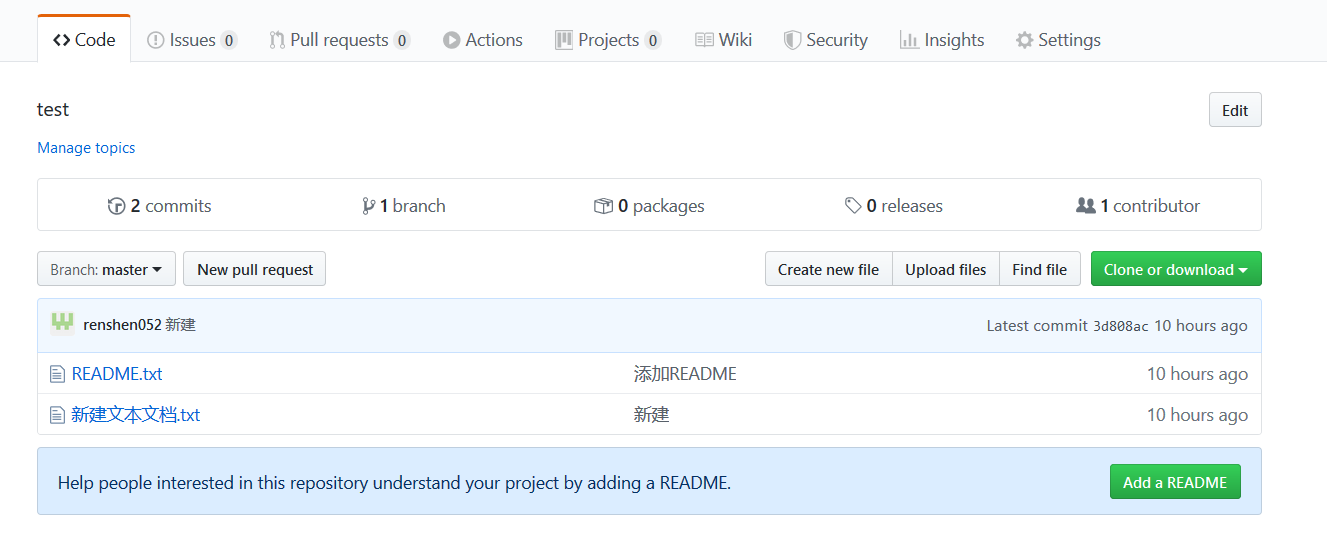 Code Issues 0 Pull requests 0 Actions Projects 0 Wiki Security Insights Settings
test Edit
Manage topics
2 commits 1 branch 0 packages 0 releases 1 contributor
Branch: master New pull request Create new file Upload files Find file Clone or download
renshen052 新建 Latest commit 3d808ac 10 hours ago
README.txt 添加README 10 hours ago
新建文本文档.txt 新建 10 hours ago
Help people interested in this repository understand your project by adding a README. Add a README